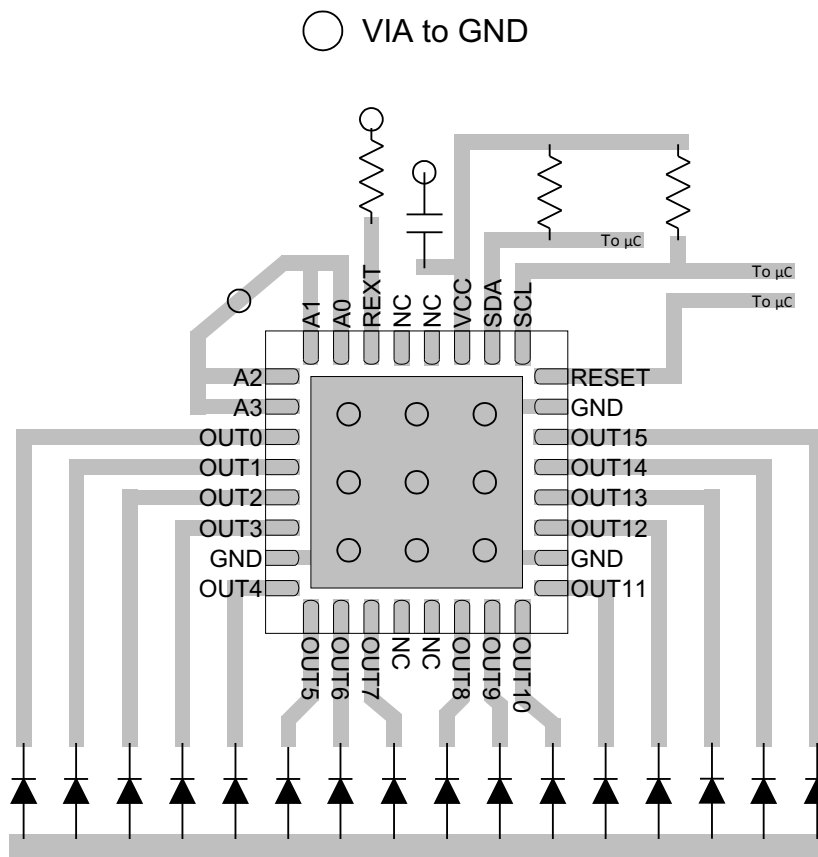 VIA to GND
To µC
To µC
To µC
A1
A0
REXT
NC
NC
VCC
SDA
SCL
A2
A3
OUT0
OUT1
OUT2
OUT3
GND
OUT4
RESET
GND
OUT15
OUT14
OUT13
OUT12
GND
OUT11
OUT5
OUT6
OUT7
NC
NC
OUT8
OUT9
OUT10